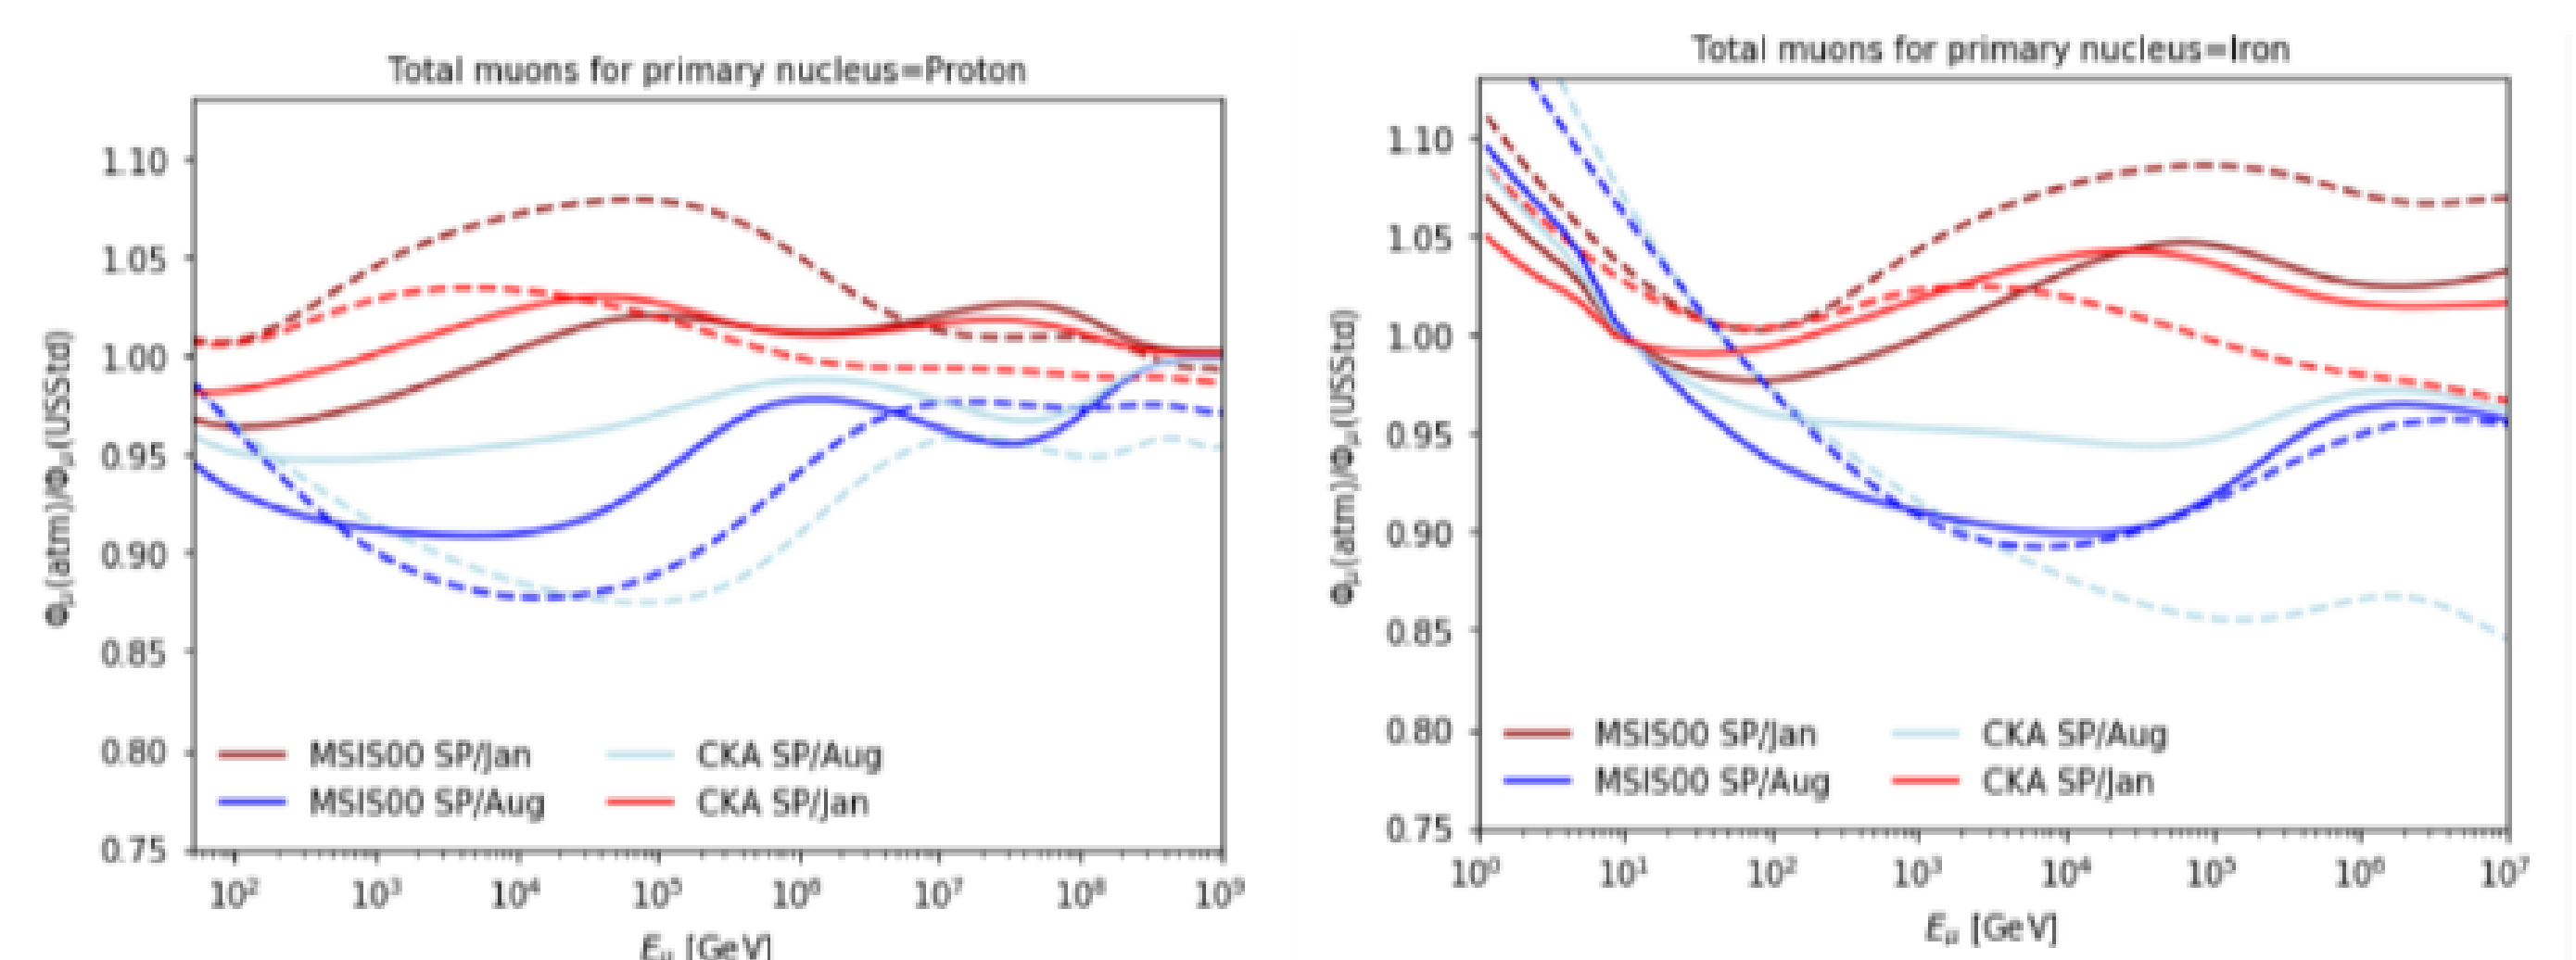 Total muons for primary nucleus=Proton
Φμ(atm)/Φμ(USStd)
1.10
1.05
1.00
0.95
0.90
0.85
0.80
0.75
MSIS00 SP/Jan
MSIS00 SP/Aug
CKA SP/Aug
CKA SP/Jan
10² 10³ 10⁴ 10⁵ 10⁶ 10⁷ 10⁸ 10⁹
Eμ [GeV]
Total muons for primary nucleus=Iron
Φμ(atm)/Φμ(USStd)
1.10
1.05
1.00
0.95
0.90
0.85
0.80
0.75
MSIS00 SP/Jan
MSIS00 SP/Aug
CKA SP/Aug
CKA SP/Jan
10⁰ 10¹ 10² 10³ 10⁴ 10⁵ 10⁶ 10⁷
Eμ [GeV]